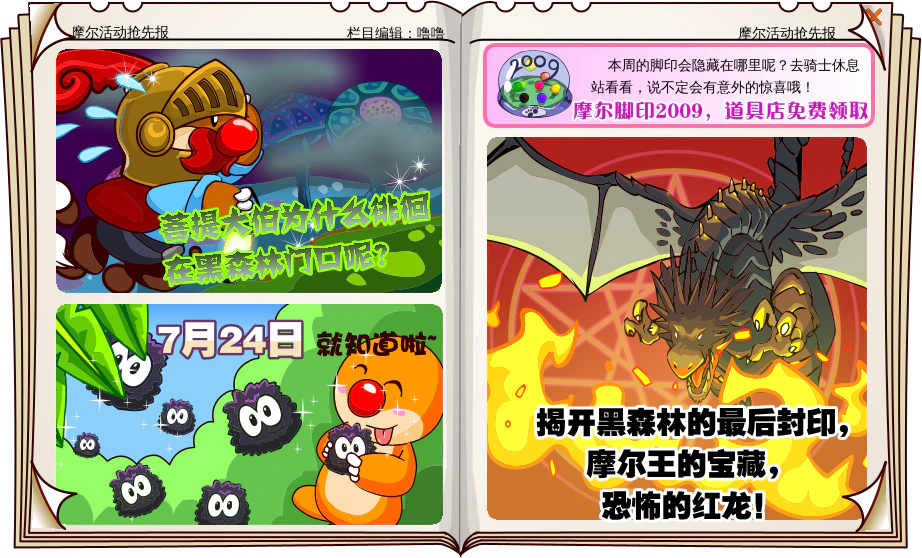 摩尔活动抢先报
栏目编辑：噜噜
菩提大伯为什么徘徊
在黑森林门口呢？
7月24日 就知道啦~
摩尔活动抢先报
2009
本周的脚印会隐藏在哪里呢？去骑士休息
站看看，说不定会有意外的惊喜哦！
摩尔脚印2009，道具店免费领取
揭开黑森林的最后封印，
摩尔王的宝藏，
恐怖的红龙！